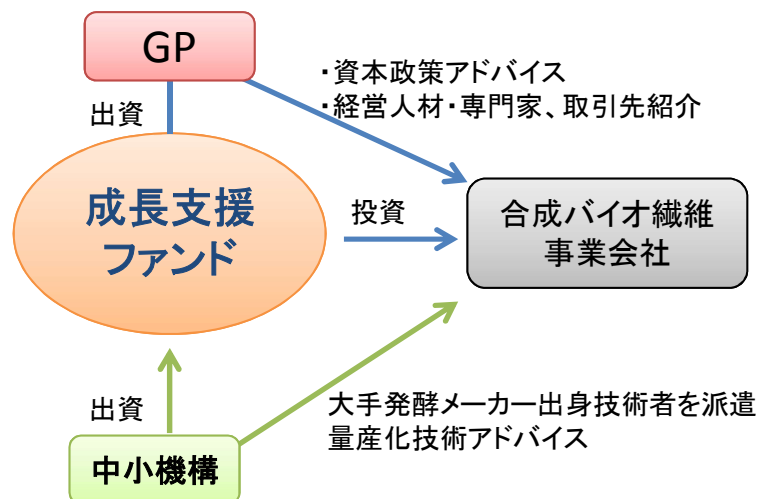 GP
・資本政策アドバイス
・経営人材・専門家、取引先紹介
出資
成長支援
ファンド
投資
合成バイオ繊維
事業会社
出資
大手発酵メーカー出身技術者を派遣
量産化技術アドバイス
中小機構